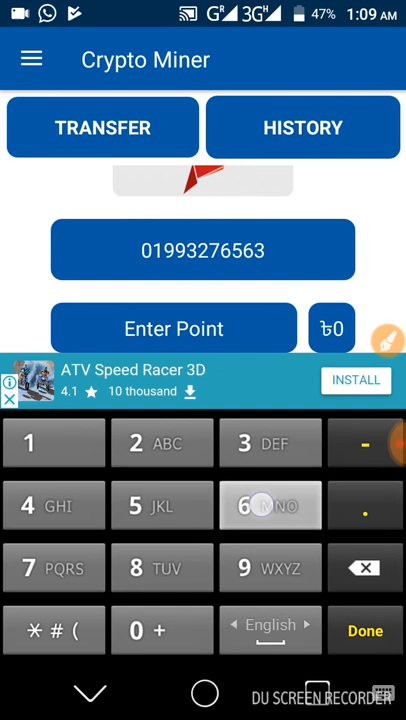 GR 3GH 47% 1:09 AM
Crypto Miner
TRANSFER HISTORY
01993276563
Enter Point ৳0
ATV Speed Racer 3D
4.1 ★ 10 thousand
INSTALL
1 2 ABC 3 DEF -
4 GHI 5 JKL 6 MNO .
7 PQRS 8 TUV 9 WXYZ
* # ( 0 + English Done
DU SCREEN RECORDER